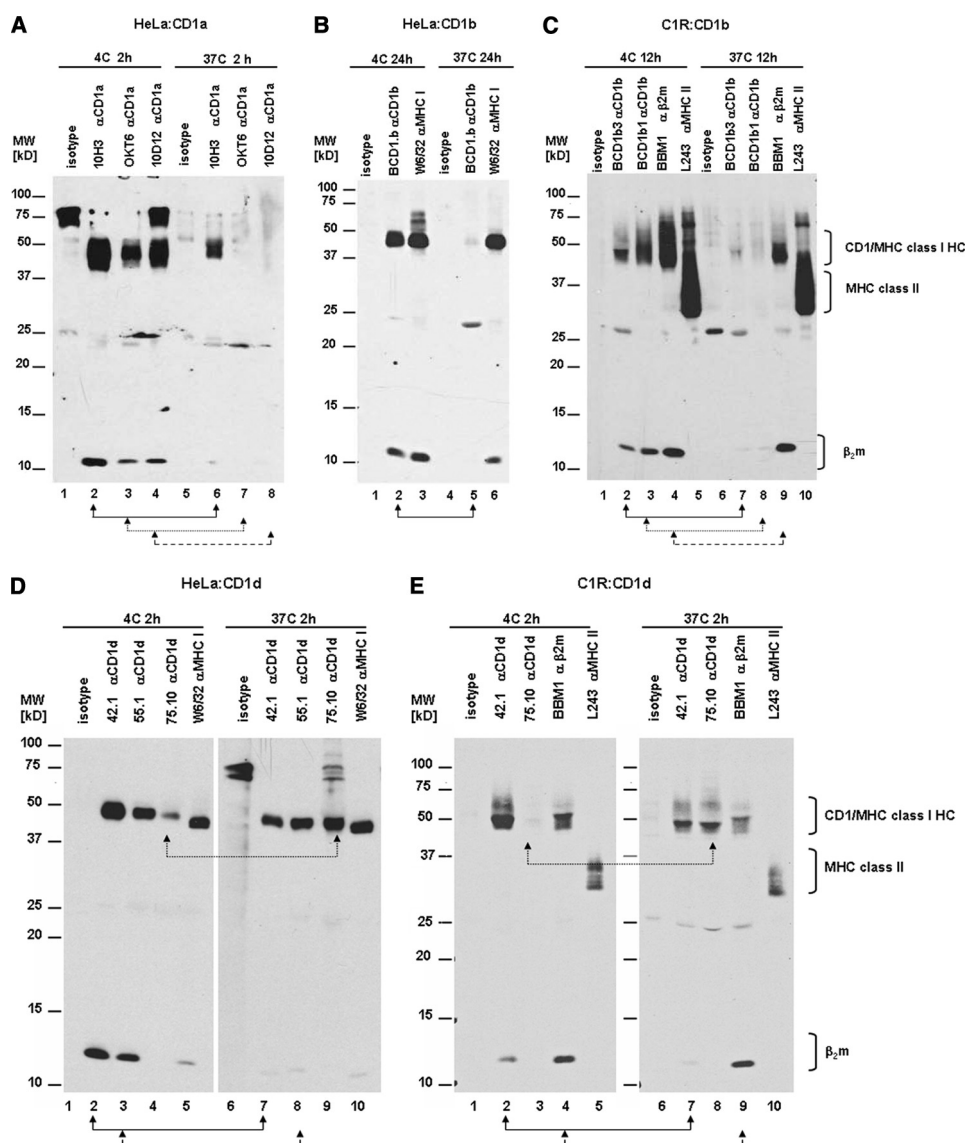 A
HeLa:CD1a
4C 2h
37C 2 h
isotype
10H3 αCD1a
OKT6 αCD1a
10D12 αCD1a
isotype
10H3 αCD1a
OKT6 αCD1a
10D12 αCD1a
MW
[kD]
100
75
50
37
25
20
15
10
1 2 3 4 5 6 7 8
B
HeLa:CD1b
4C 24h
37C 24h
isotype
BCD1.b αCD1b
W6/32 αMHC I
isotype
BCD1.b αCD1b
W6/32 αMHC I
MW
[kD]
100
75
50
37
25
20
15
10
1 2 3 4 5 6
C
C1R:CD1b
4C 12h
37C 12h
isotype
BCD1b3 αCD1b
BCD1b1 αCD1b
BBM1 α β2m
L243 αMHC II
isotype
BCD1b3 αCD1b
BCD1b1 αCD1b
BBM1 α β2m
L243 αMHC II
MW
[kD]
100
75
50
37
25
20
15
10
CD1/MHC class I HC
MHC class II
β2m
1 2 3 4 5 6 7 8 9 10
D
HeLa:CD1d
4C 2h
37C 2h
isotype
42.1 αCD1d
55.1 αCD1d
75.10 αCD1d
W6/32 αMHC I
isotype
42.1 αCD1d
55.1 αCD1d
75.10 αCD1d
W6/32 αMHC I
MW
[kD]
100
75
50
37
25
20
15
10
1 2 3 4 5 6 7 8 9 10
E
C1R:CD1d
4C 2h
37C 2h
isotype
42.1 αCD1d
75.10 αCD1d
BBM1 α β2m
L243 αMHC II
isotype
42.1 αCD1d
75.10 αCD1d
BBM1 α β2m
L243 αMHC II
MW
[kD]
100
75
50
37
25
20
15
10
CD1/MHC class I HC
MHC class II
β2m
1 2 3 4 5 6 7 8 9 10